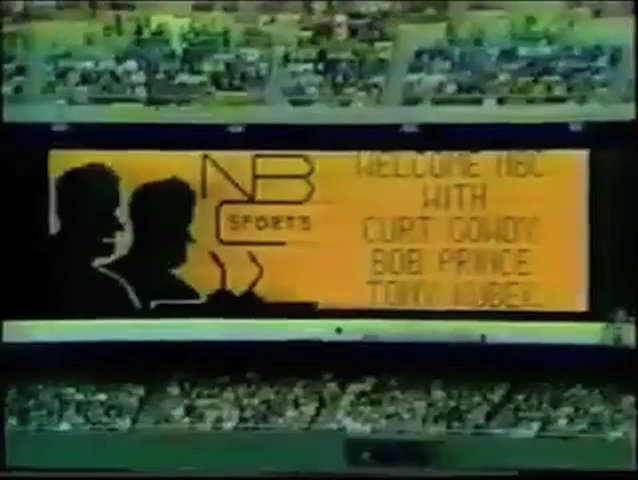 NBC
SPORTS
WELCOME NBC
WITH
CURT GOWDY
BOB PRINCE
TONY KUBEK